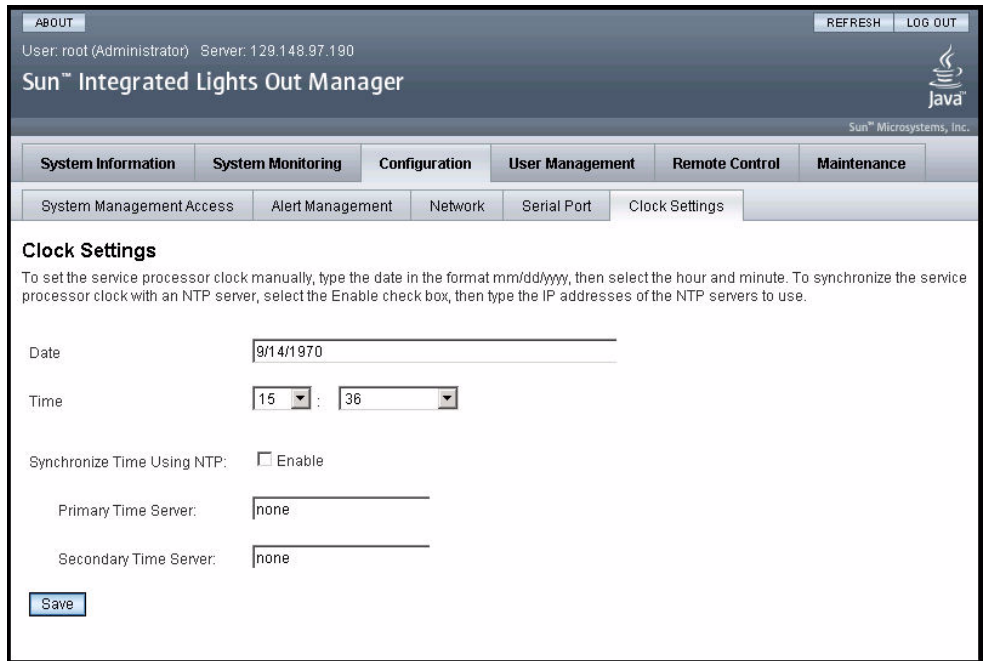 ABOUT
REFRESH LOG OUT
User: root (Administrator) Server: 129.148.97.190
Sun™ Integrated Lights Out Manager
Java™
Sun™ Microsystems, Inc.
System Information System Monitoring Configuration User Management Remote Control Maintenance
System Management Access Alert Management Network Serial Port Clock Settings
Clock Settings
To set the service processor clock manually, type the date in the format mm/dd/yyyy, then select the hour and minute. To synchronize the service
processor clock with an NTP server, select the Enable check box, then type the IP addresses of the NTP servers to use.
Date 9/14/1970
Time 15 : 36
Synchronize Time Using NTP: Enable
Primary Time Server: none
Secondary Time Server: none
Save